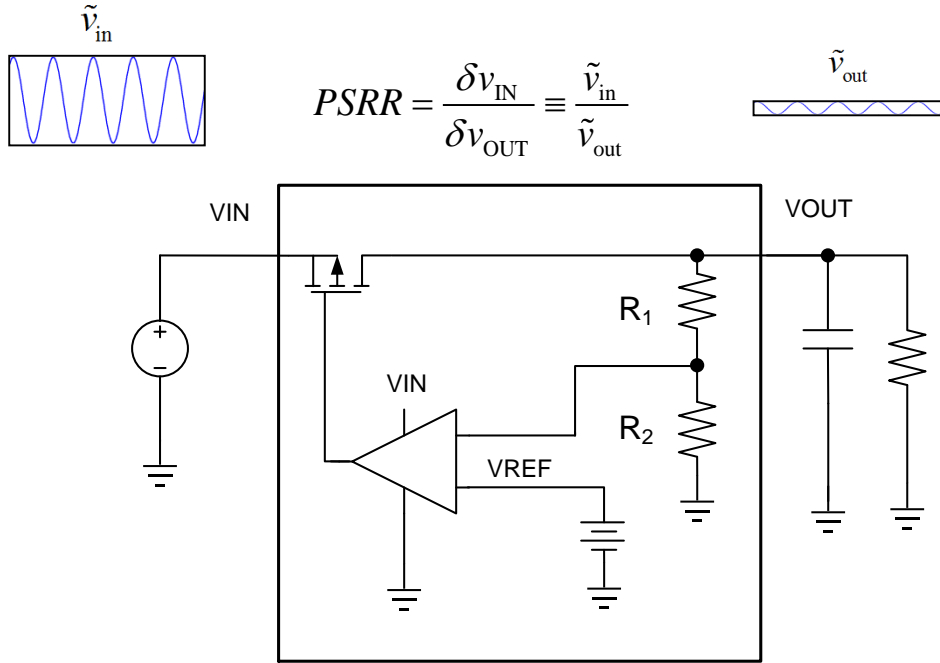 ṽin
PSRR = δvIN / δvOUT ≡ ṽin / ṽout
ṽout
VIN
VOUT
R1
VIN
R2
VREF